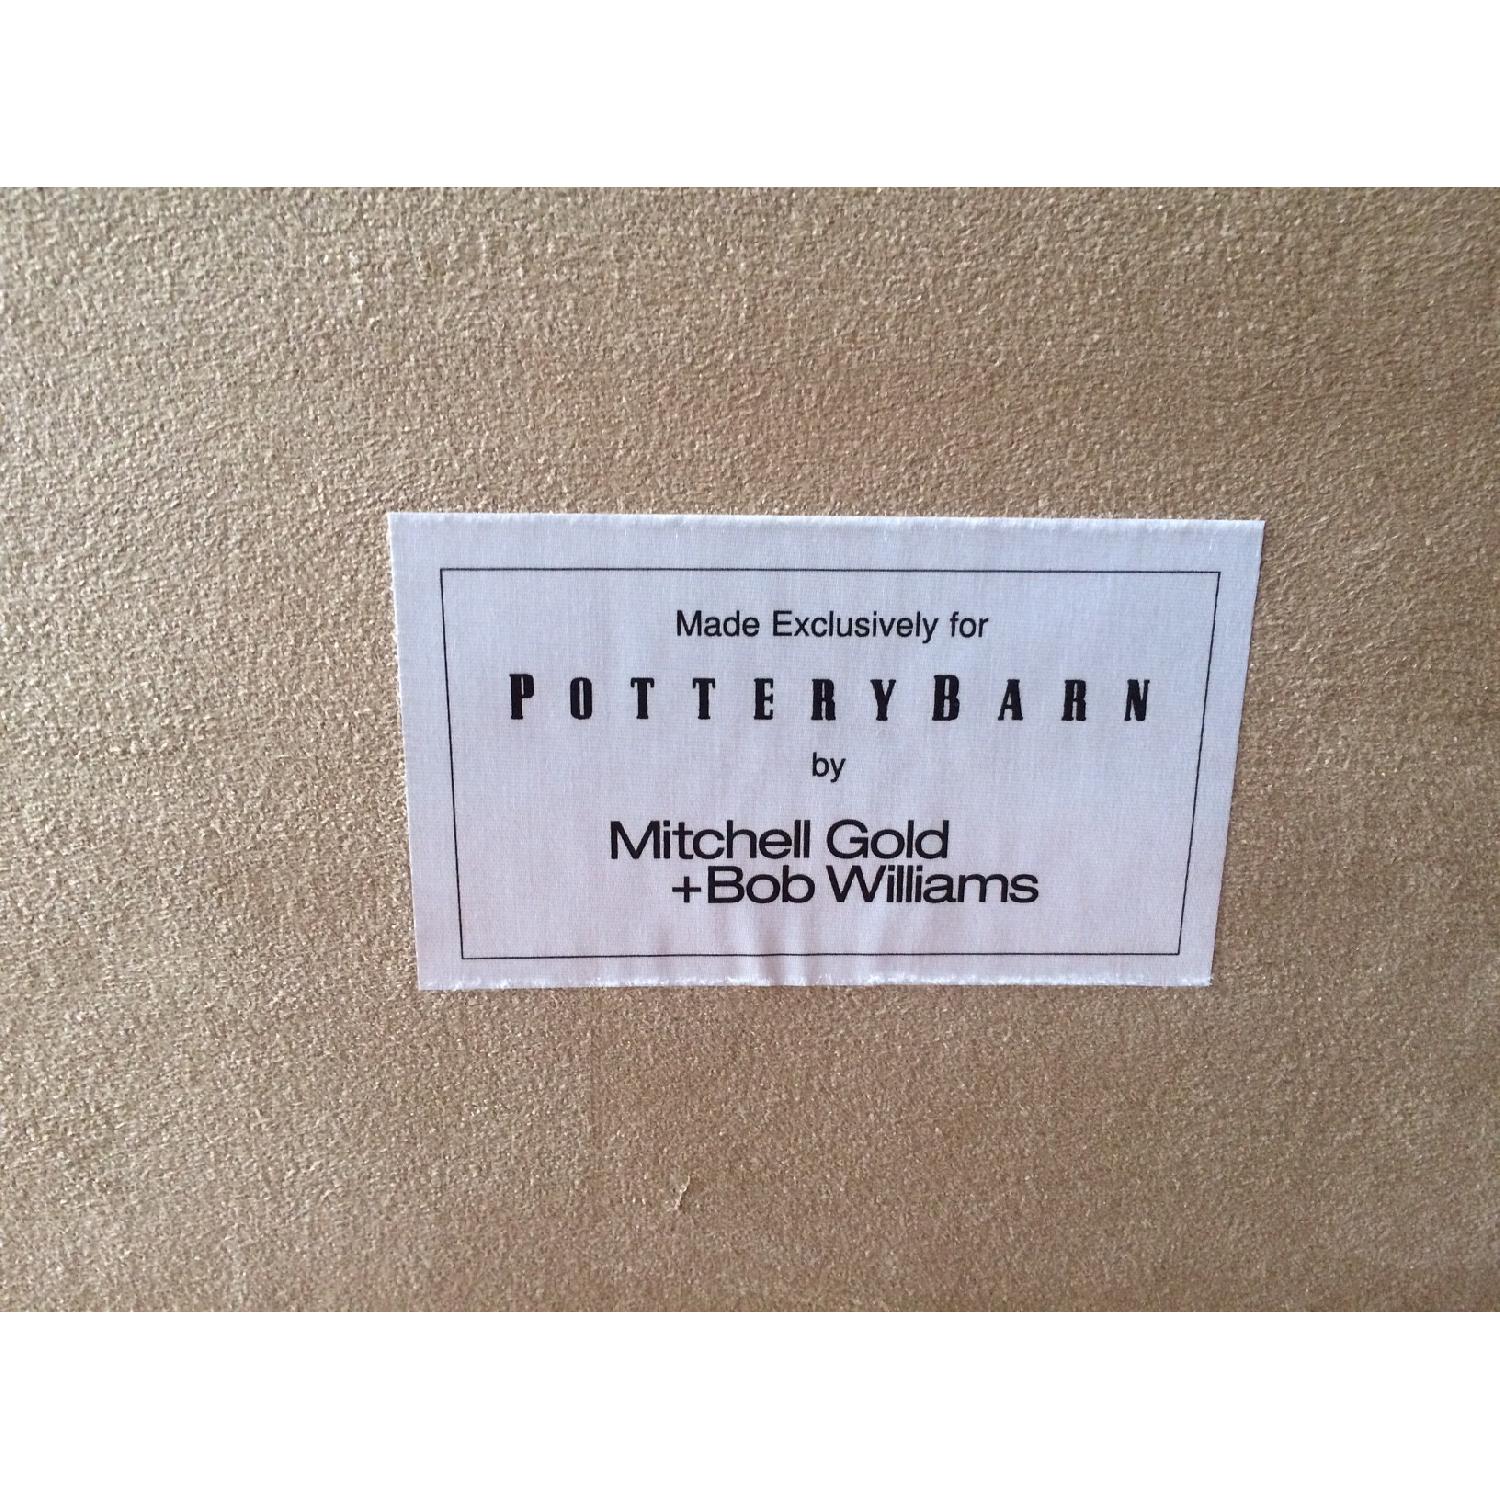 Made Exclusively for
POTTERYBARN
by
Mitchell Gold
+Bob Williams